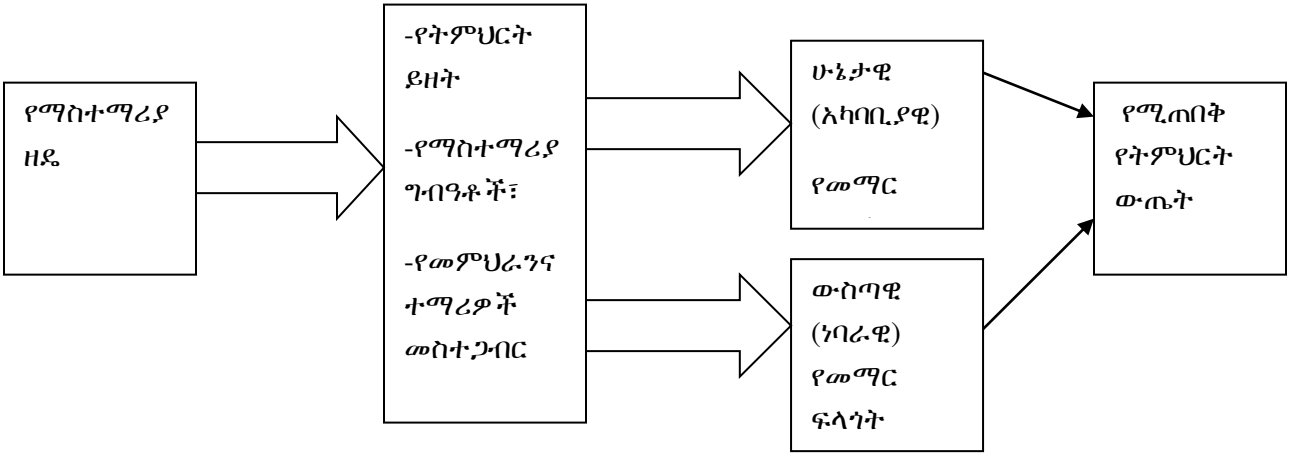 የማስተማሪያ
ዘዴ
-የትምህርት
ይዘት
-የማስተማሪያ
ግብዓቶች፣
-የመምህራንና
ተማሪዎች
መስተጋብር
ሁኔታዊ
(አካባቢያዊ)
የመማር
ውስጣዊ
(ነባራዊ)
የመማር
ፍላጎት
የሚጠበቅ
የትምህርት
ውጤት